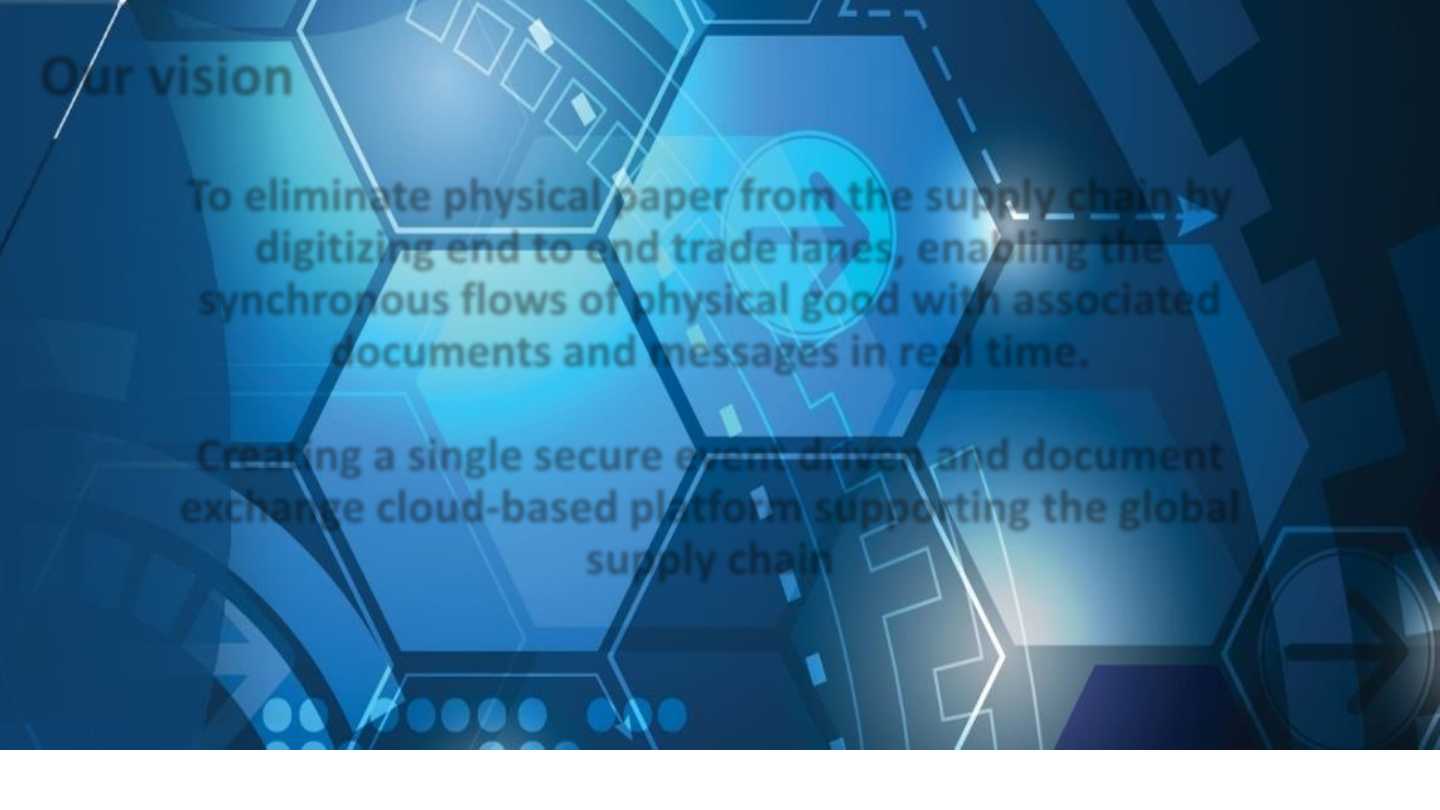 Our vision
To eliminate physical paper from the supply chain by
digitizing end to end trade lanes, enabling the
synchronous flows of physical good with associated
documents and messages in real time.
Creating a single secure event driven and document
exchange cloud-based platform supporting the global
supply chain